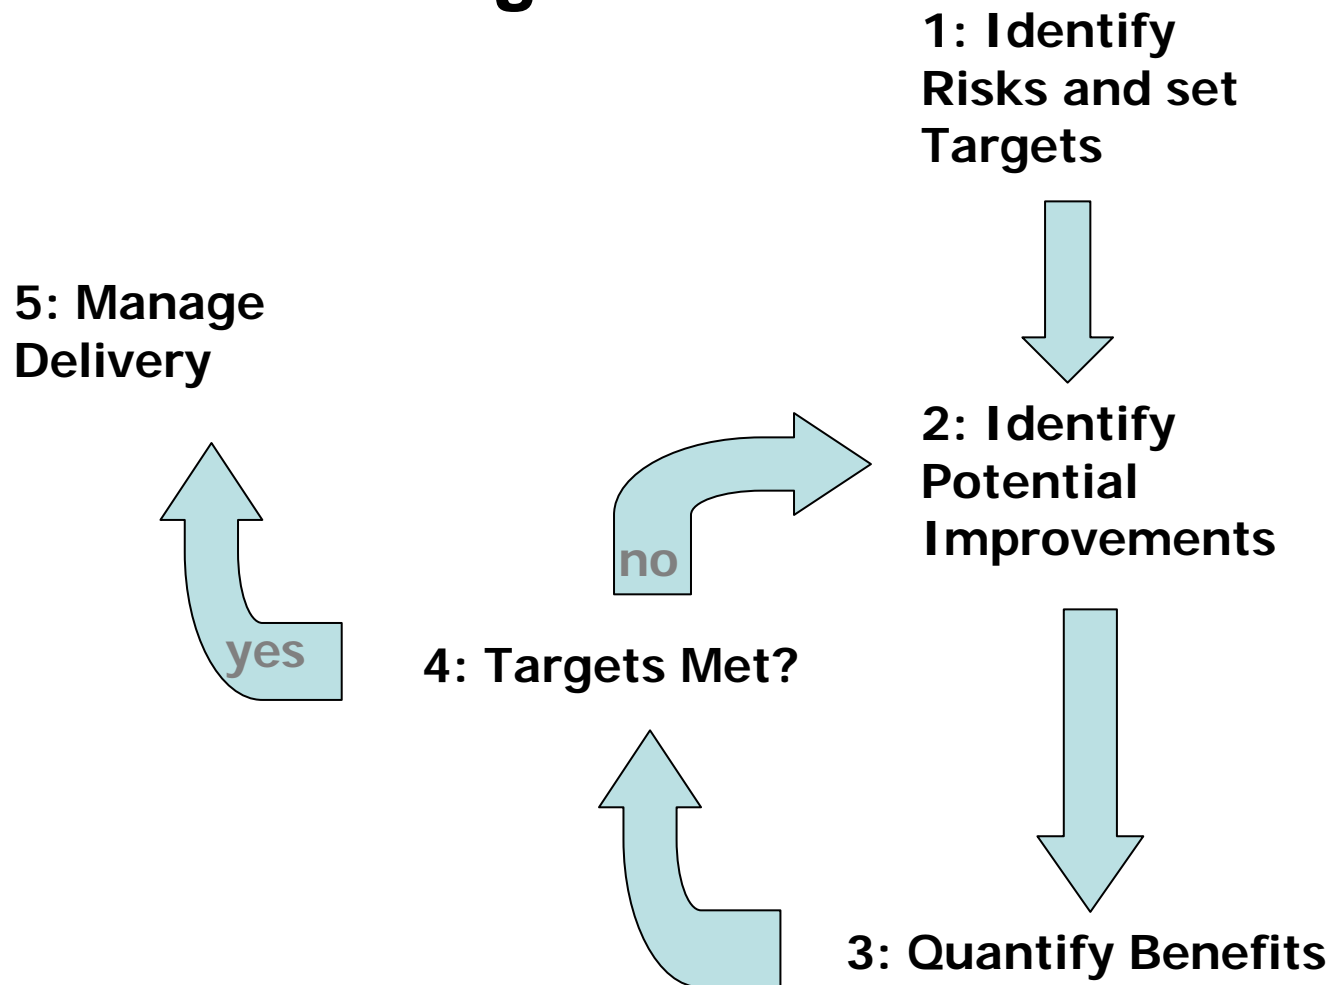 1: Identify
Risks and set
Targets
5: Manage
Delivery
2: Identify
Potential
Improvements
no
yes
4: Targets Met?
3: Quantify Benefits